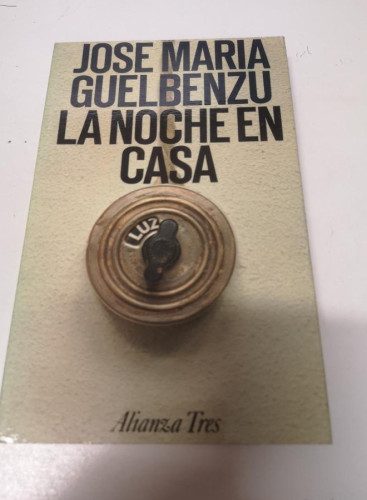 JOSE MARIA
GUELBENZU
LA NOCHE EN
CASA
LUZ
Alianza Tres